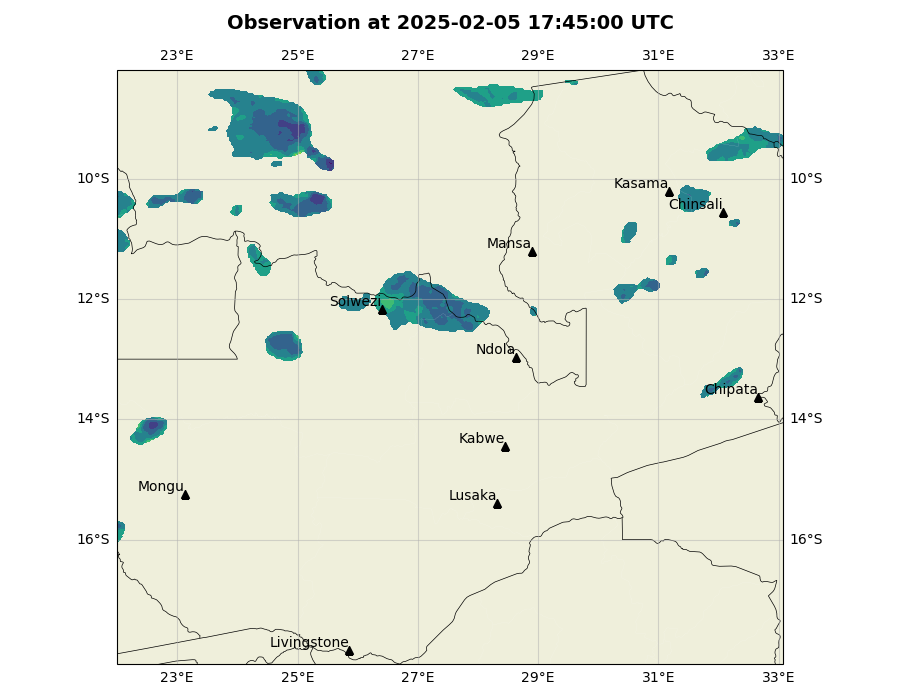 Observation at 2025-02-05 17:45:00 UTC
23°E 25°E 27°E 29°E 31°E 33°E
10°S 10°S
Kasama
Chinsali
Mansa
12°S 12°S
Solwezi
Ndola
Chipata
14°S 14°S
Kabwe
Mongu
Lusaka
16°S 16°S
Livingstone
23°E 25°E 27°E 29°E 31°E 33°E